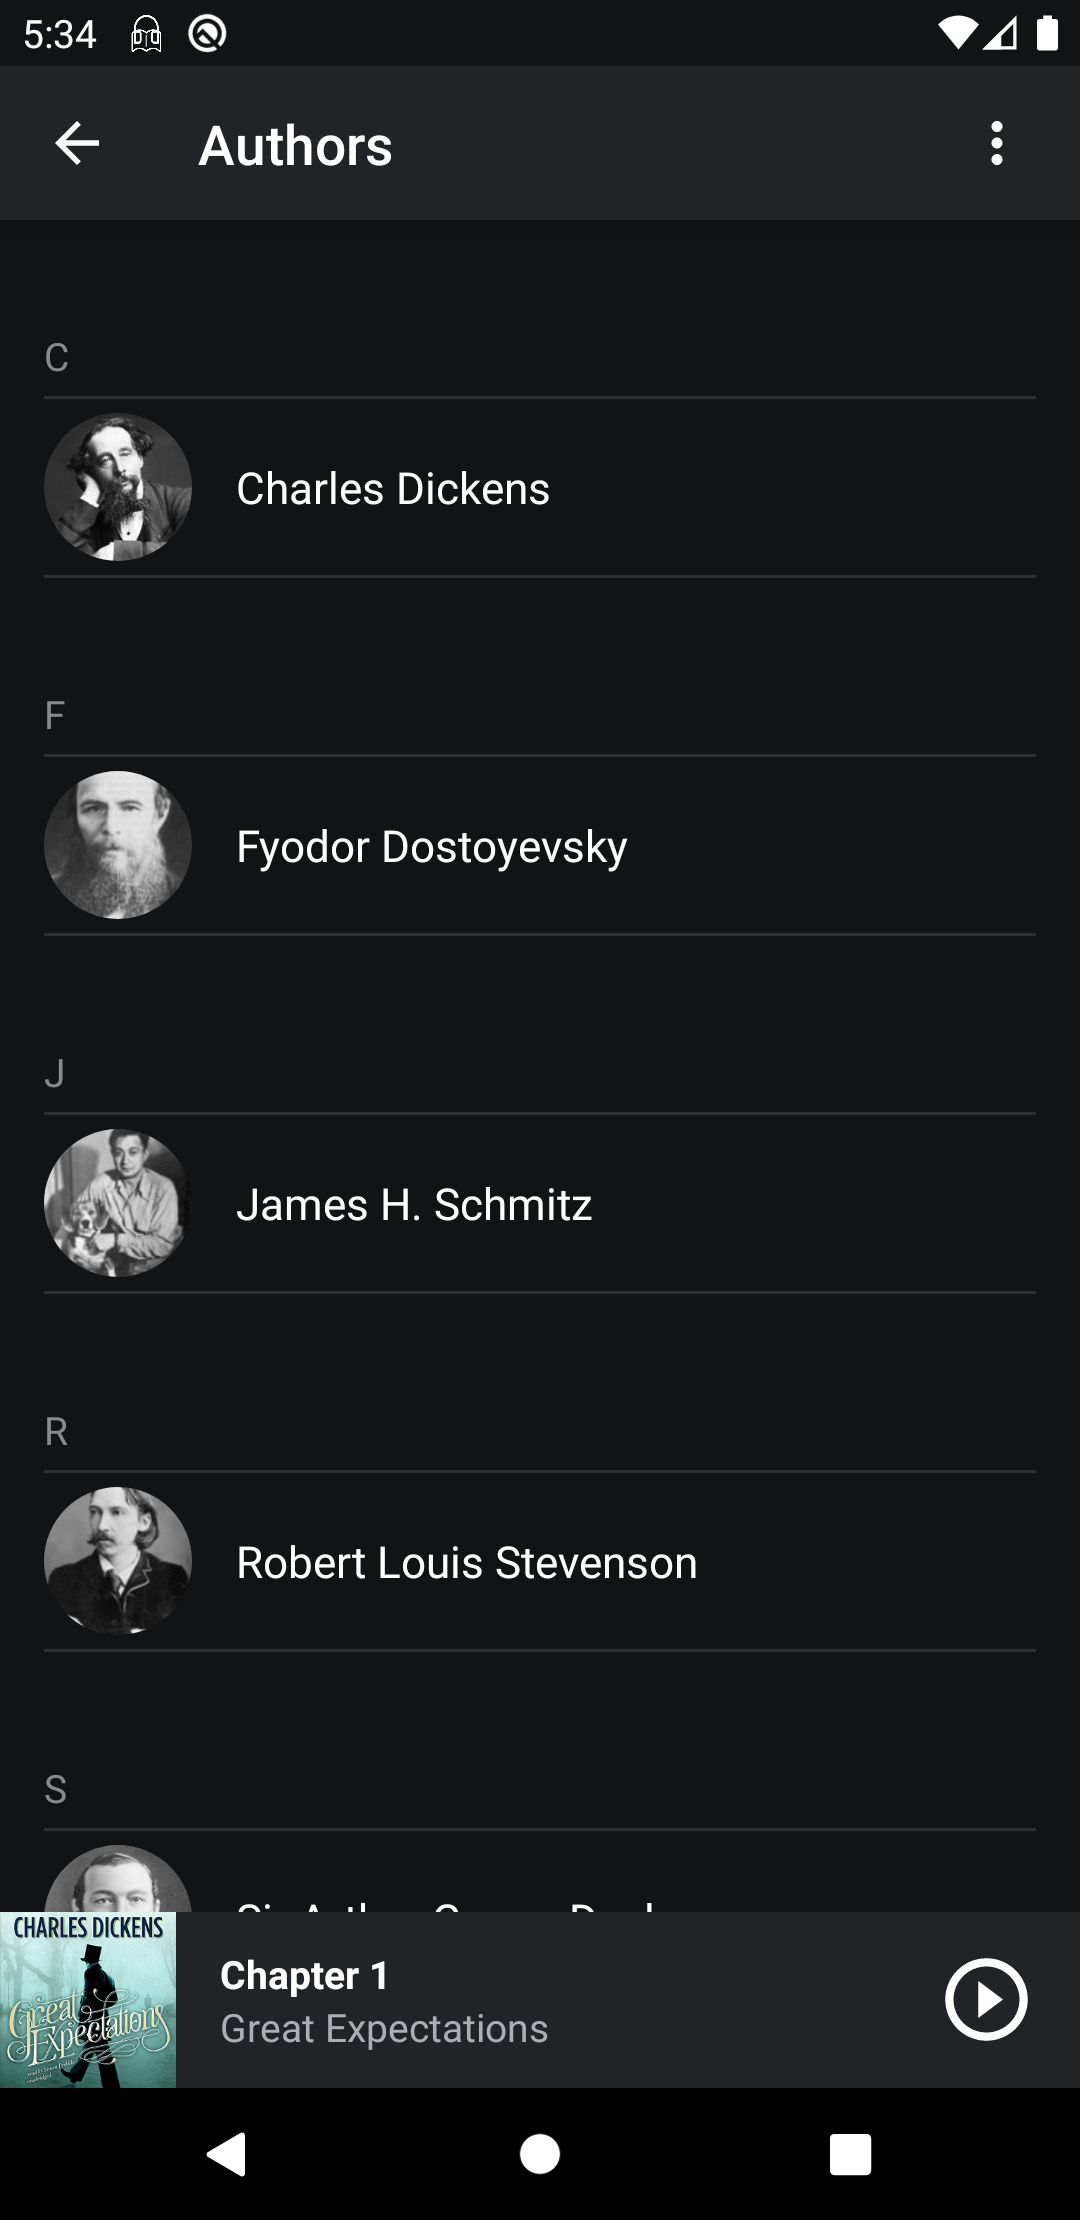 5:34
Authors
C
Charles Dickens
F
Fyodor Dostoyevsky
J
James H. Schmitz
R
Robert Louis Stevenson
S
CHARLES DICKENS
Great
Expectations
Chapter 1
Great Expectations